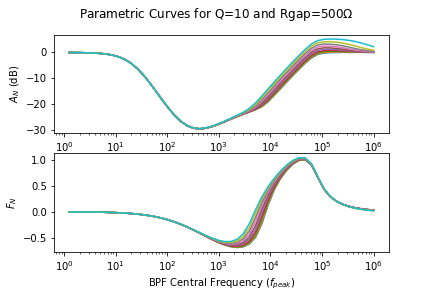 Parametric Curves for Q=10 and Rgap=500Ω
0
−10
−20
−30
A_N (dB)
10^0 10^1 10^2 10^3 10^4 10^5 10^6
1.0
0.5
0.0
−0.5
F_N
10^0 10^1 10^2 10^3 10^4 10^5 10^6
BPF Central Frequency (f_peak)